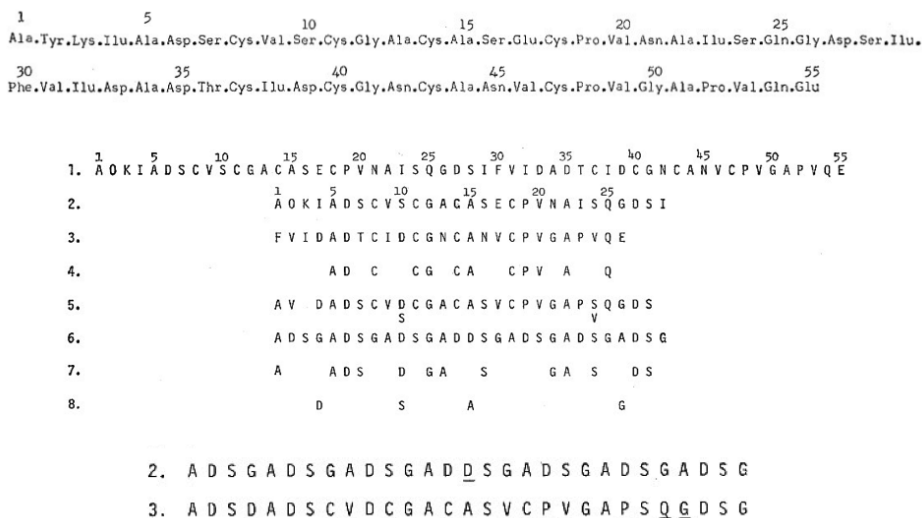 1 5 10 15 20 25
Ala.Tyr.Lys.Ilu.Ala.Asp.Ser.Cys.Val.Ser.Cys.Gly.Ala.Cys.Ala.Ser.Glu.Cys.Pro.Val.Asn.Ala.Ilu.Ser.Gln.Gly.Asp.Ser.Ilu.
30 35 40 45 50 55
Phe.Val.Ilu.Asp.Ala.Asp.Thr.Cys.Ilu.Asp.Cys.Gly.Asn.Cys.Ala.Asn.Val.Cys.Pro.Val.Gly.Ala.Pro.Val.Gln.Glu
1 5 10 15 20 25 30 35 40 45 50 55
1. A O K I A D S C V S C G A C A S E C P V N A I S Q G D S I F V I D A D T C I D C G N C A N V C P V G A P V Q E
1 5 10 15 20 25
2. A O K I A D S C V S C G A C A S E C P V N A I S Q G D S I
3. F V I D A D T C I D C G N C A N V C P V G A P V Q E
4. A D C C G C A C P V A Q
5. A V D A D S C V D C G A C A S V C P V G A P S Q G D S
S V
6. A D S G A D S G A D S G A D D S G A D S G A D S G A D S G
7. A A D S D G A S G A S D S
8. D S A G
2. A D S G A D S G A D S G A D D S G A D S G A D S G A D S G
3. A D S D A D S C V D C G A C A S V C P V G A P S Q G D S G